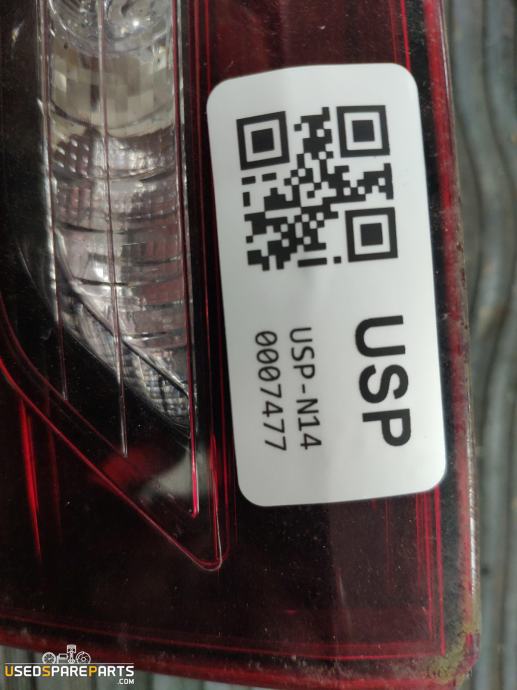 USP
USP-N14
0007477
USEDSPAREPARTS
.COM